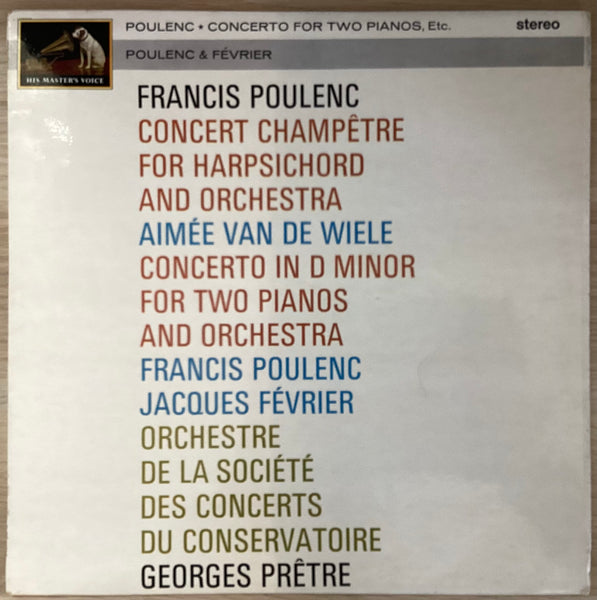 POULENC ★ CONCERTO FOR TWO PIANOS, Etc. stereo
POULENC & FÉVRIER
HIS MASTER'S VOICE
FRANCIS POULENC
CONCERT CHAMPÊTRE
FOR HARPSICHORD
AND ORCHESTRA
AIMÉE VAN DE WIELE
CONCERTO IN D MINOR
FOR TWO PIANOS
AND ORCHESTRA
FRANCIS POULENC
JACQUES FÉVRIER
ORCHESTRE
DE LA SOCIÉTÉ
DES CONCERTS
DU CONSERVATOIRE
GEORGES PRÊTRE